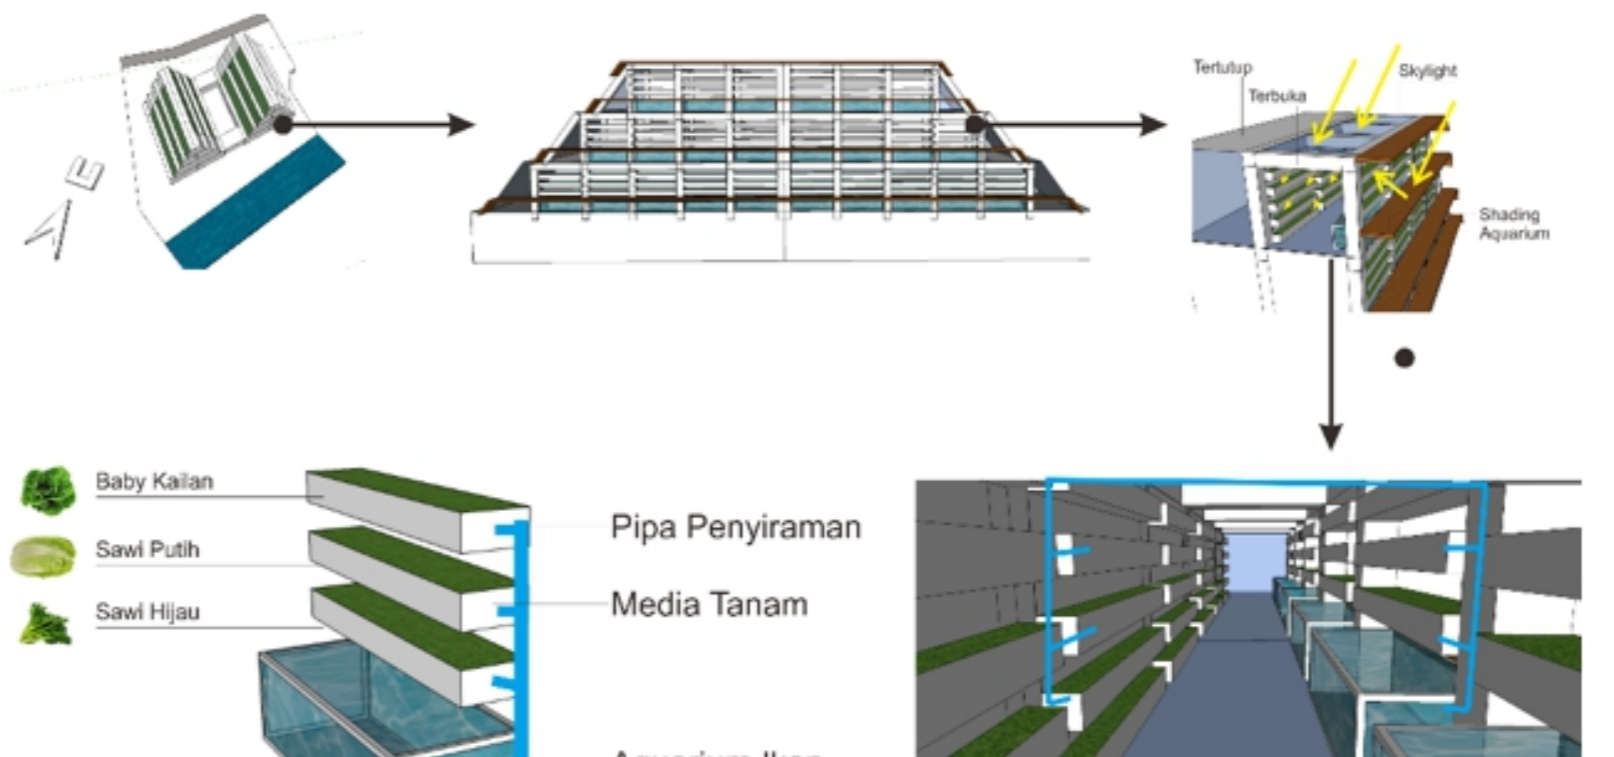 Tertutup
Skylight
Terbuka
E
Shading
Aquarium
Baby Kailan
Sawi Putih
Sawi Hijau
Pipa Penyiraman
Media Tanam